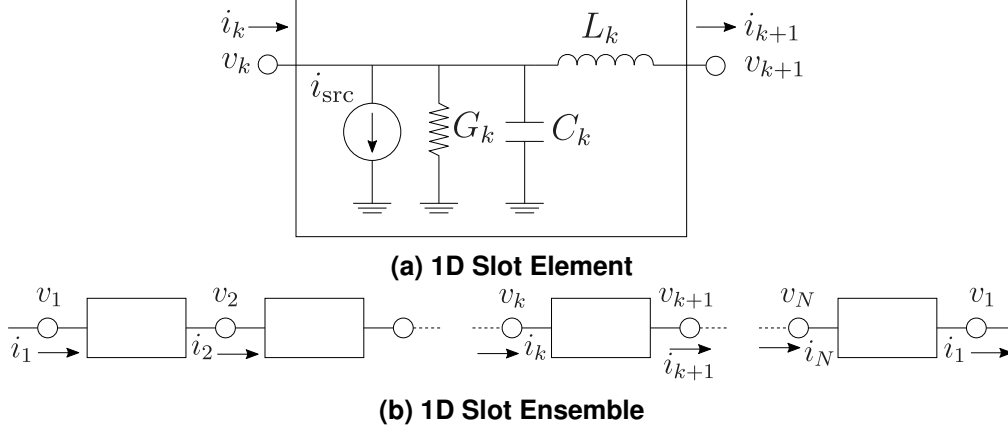 i_k i_{k+1}
L_k
v_k v_{k+1}
i_src
G_k C_k
(a) 1D Slot Element
v_1 v_2 v_k v_{k+1} v_N v_1
i_1 i_2 i_k i_{k+1} i_N i_1
(b) 1D Slot Ensemble